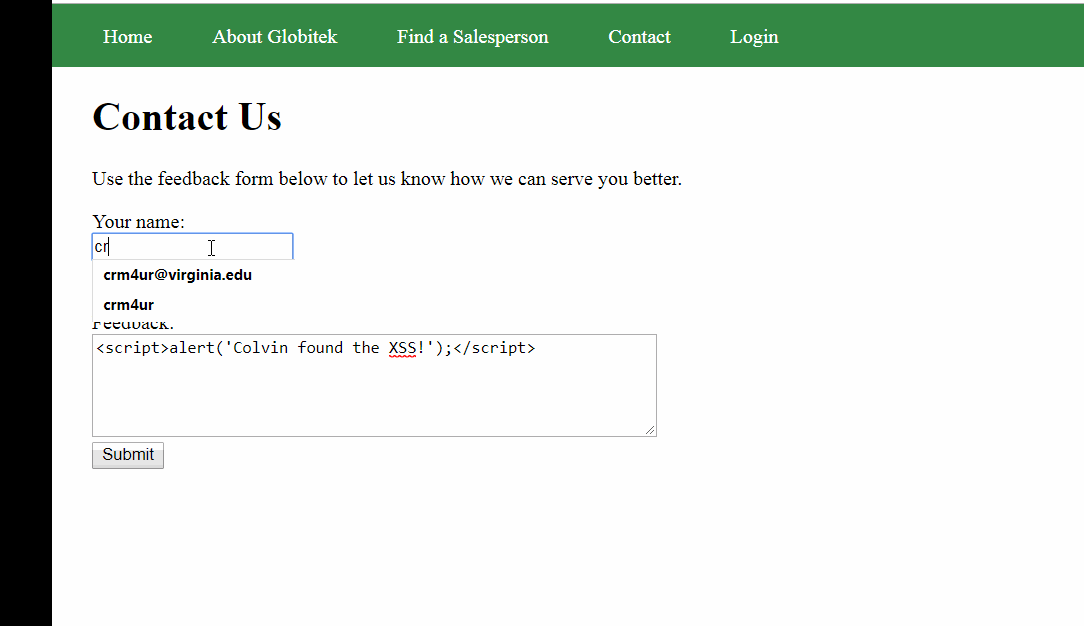 Home About Globitek Find a Salesperson Contact Login
Contact Us
Use the feedback form below to let us know how we can serve you better.
Your name:
cr
crm4ur@virginia.edu
crm4ur
Feedback:
<script>alert('Colvin found the XSS!');</script>
Submit